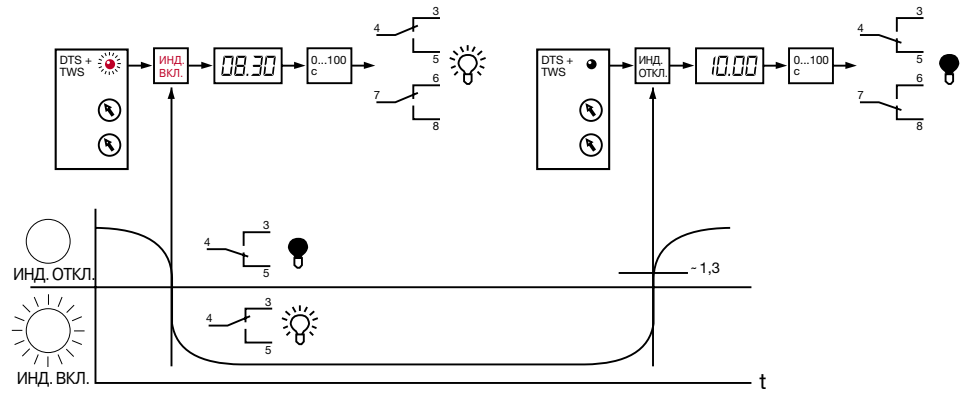 DTS +
TWS
ИНД.
ВКЛ.
08.30
0...100
с
4
3
5
7
6
8
DTS +
TWS
ИНД.
ОТКЛ.
10.00
0...100
с
4
3
5
7
6
8
ИНД. ОТКЛ.
4
3
5
~ 1,3
4
3
5
ИНД. ВКЛ.
t